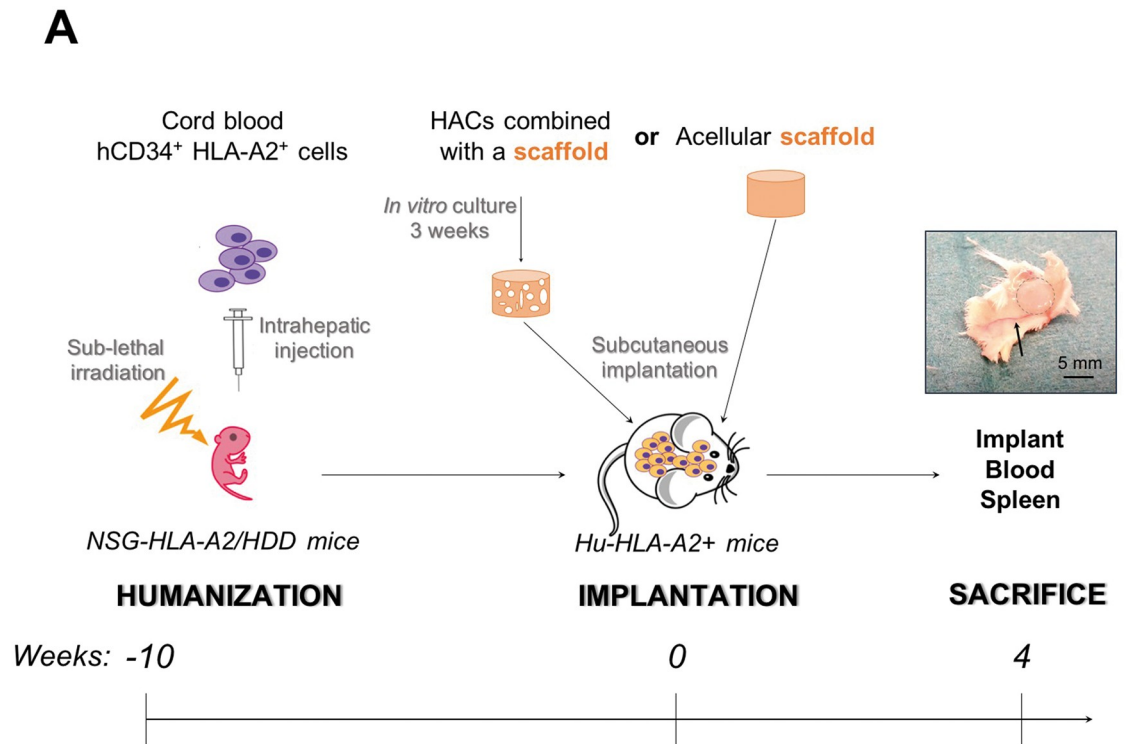 A
Cord blood
hCD34⁺ HLA-A2⁺ cells
HACs combined
with a scaffold
or Acellular scaffold
In vitro culture
3 weeks
Intrahepatic
injection
Sub-lethal
irradiation
Subcutaneous
implantation
5 mm
Implant
Blood
Spleen
NSG-HLA-A2/HDD mice
Hu-HLA-A2+ mice
HUMANIZATION
IMPLANTATION
SACRIFICE
Weeks: -10 0 4